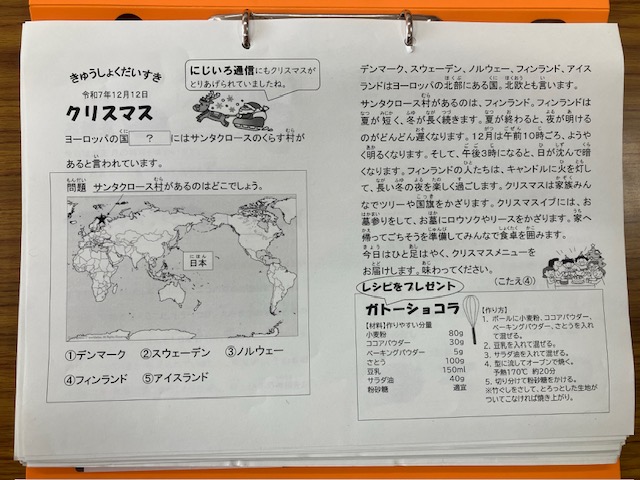 きゅうしょくだいすき
令和7年12月12日
クリスマス
にじいろ通信にもクリスマスが
とりあげられていましたね。
ヨーロッパの国 ？ にはサンタクロースのくらす村が
あると言われています。
問題 サンタクロース村があるのはどこでしょう。
日本
①デンマーク ②スウェーデン ③ノルウェー
④フィンランド ⑤アイスランド
デンマーク、スウェーデン、ノルウェー、フィンランド、アイス
ランドはヨーロッパの北部にある国。北欧とも言います。
サンタクロース村があるのは、フィンランド。フィンランドは
夏が短く、冬が長く続きます。夏が終わると、夜が明ける
のがどんどん遅くなります。12月は午前10時ごろ、ようや
く明るくなります。そして、午後3時になると、日が沈んで暗
くなります。フィンランドの人たちは、キャンドルに火を灯し
て、長い冬の夜を楽しく過ごします。クリスマスは家族みん
なでツリーや国旗をかざります。クリスマスイブには、お
墓参りをして、お墓にロウソクやリースをかざります。家へ
帰ってごちそうを準備してみんなで食卓を囲みます。
今日はひと足はやく、クリスマスメニューを
お届けします。味わってください。
（こたえ④）
レシピをプレゼント
ガトーショコラ
【材料】作りやすい分量
小麦粉 80g
ココアパウダー 30g
ベーキングパウダー 5g
さとう 100g
豆乳 150ml
サラダ油 40g
粉砂糖 適宜
【作り方】
1. ボールに小麦粉、ココアパウダー、
ベーキングパウダー、さとうを入れ
て混ぜる。
2. 豆乳を入れて混ぜる。
3. サラダ油を入れて混ぜる。
4. 型に流してオーブンで焼く。
予熱170℃ 約20分
5. 切り分けて粉砂糖をかける。
※竹ぐしをさして、とろっとした生地が
ついてこなければ焼き上がり。